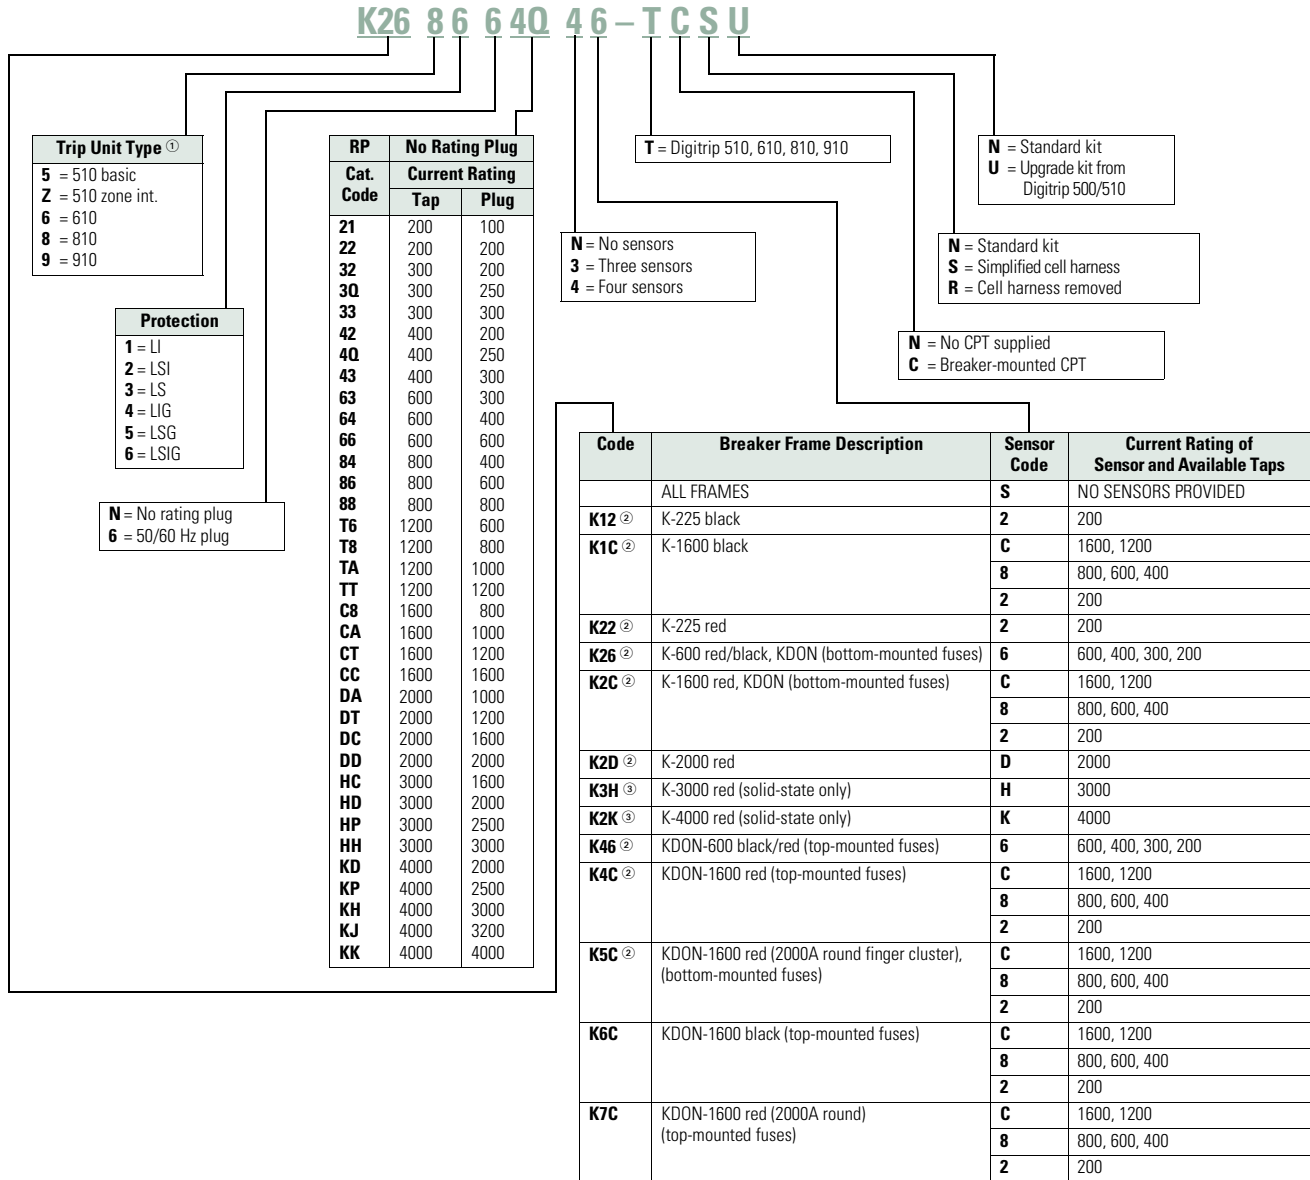 K26 8 6 6 4Q 4 6 – T C S U
Trip Unit Type ①
5 = 510 basic
Z = 510 zone int.
6 = 610
8 = 810
9 = 910
Protection
1 = LI
2 = LSI
3 = LS
4 = LIG
5 = LSG
6 = LSIG
N = No rating plug
6 = 50/60 Hz plug
RP No Rating Plug
Cat. Code Current Rating
Tap Plug
21 200 100
22 200 200
32 300 200
3Q 300 250
33 300 300
42 400 200
4Q 400 250
43 400 300
63 600 300
64 600 400
66 600 600
84 800 400
86 800 600
88 800 800
T6 1200 600
T8 1200 800
TA 1200 1000
TT 1200 1200
C8 1600 800
CA 1600 1000
CT 1600 1200
CC 1600 1600
DA 2000 1000
DT 2000 1200
DC 2000 1600
DD 2000 2000
HC 3000 1600
HD 3000 2000
HP 3000 2500
HH 3000 3000
KD 4000 2000
KP 4000 2500
KH 4000 3000
KJ 4000 3200
KK 4000 4000
T = Digitrip 510, 610, 810, 910
N = No sensors
3 = Three sensors
4 = Four sensors
N = Standard kit
U = Upgrade kit from
Digitrip 500/510
N = Standard kit
S = Simplified cell harness
R = Cell harness removed
N = No CPT supplied
C = Breaker-mounted CPT
Code Breaker Frame Description Sensor Code Current Rating of Sensor and Available Taps
ALL FRAMES S NO SENSORS PROVIDED
K12 ② K-225 black 2 200
K1C ② K-1600 black C 1600, 1200
8 800, 600, 400
2 200
K22 ② K-225 red 2 200
K26 ② K-600 red/black, KDON (bottom-mounted fuses) 6 600, 400, 300, 200
K2C ② K-1600 red, KDON (bottom-mounted fuses) C 1600, 1200
8 800, 600, 400
2 200
K2D ② K-2000 red D 2000
K3H ③ K-3000 red (solid-state only) H 3000
K2K ③ K-4000 red (solid-state only) K 4000
K46 ② KDON-600 black/red (top-mounted fuses) 6 600, 400, 300, 200
K4C ② KDON-1600 red (top-mounted fuses) C 1600, 1200
8 800, 600, 400
2 200
K5C ② KDON-1600 red (2000A round finger cluster), C 1600, 1200
(bottom-mounted fuses) 8 800, 600, 400
2 200
K6C KDON-1600 black (top-mounted fuses) C 1600, 1200
8 800, 600, 400
2 200
K7C KDON-1600 red (2000A round) C 1600, 1200
(top-mounted fuses) 8 800, 600, 400
2 200